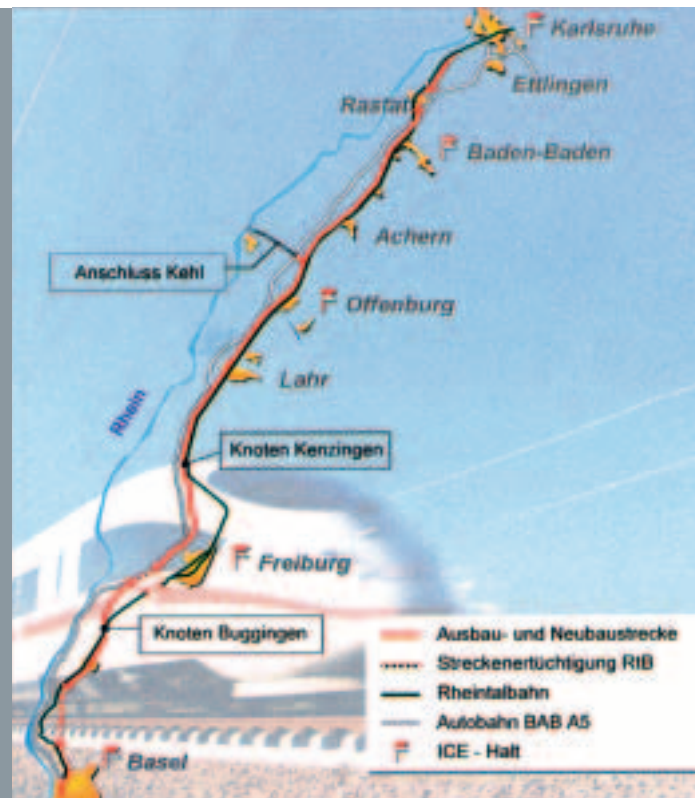 Karlsruhe
Ettlingen
Rastatt
Baden-Baden
Achern
Anschluss Kehl
Offenburg
Lahr
Rhein
Knoten Kenzingen
Freiburg
Knoten Buggingen
Ausbau- und Neubaustrecke
Streckenertüchtigung RtB
Rheintalbahn
Autobahn BAB A5
ICE - Halt
Basel